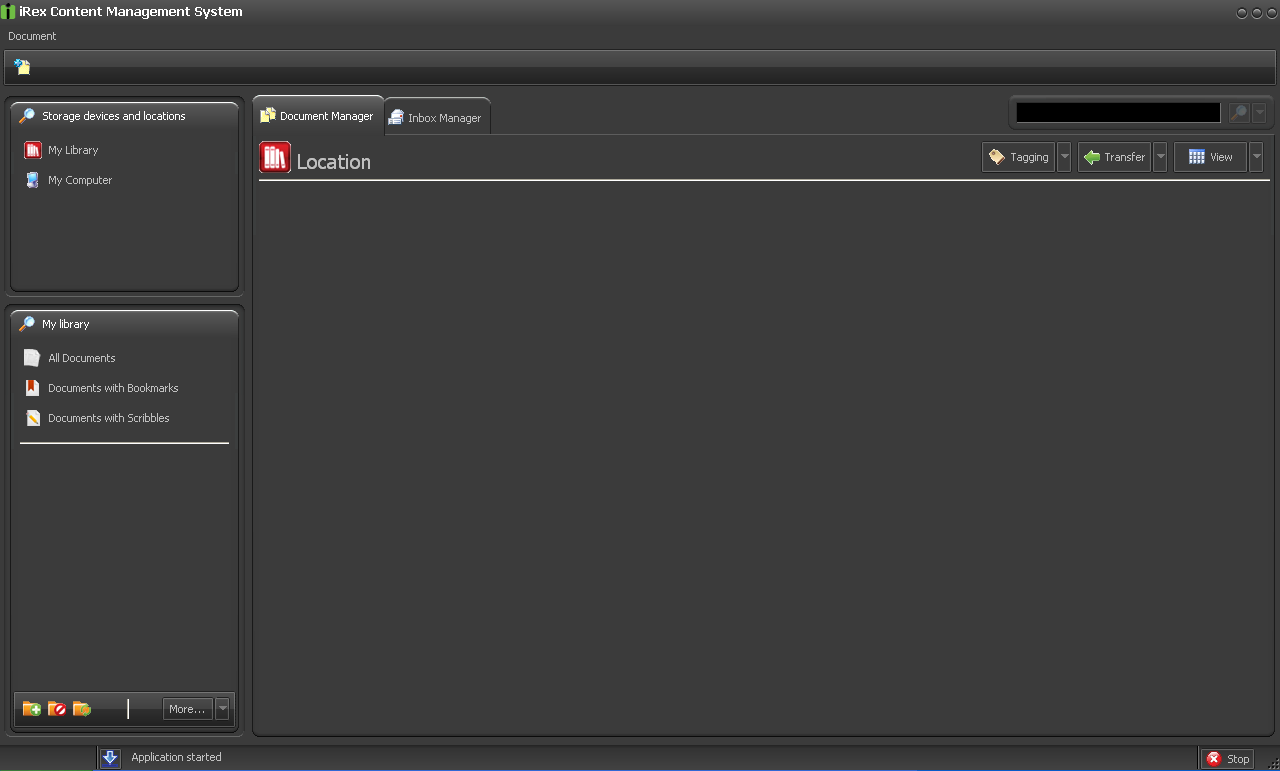 iRex Content Management System
Document
Storage devices and locations
My Library
My Computer
Document Manager
Inbox Manager
Location
Tagging
Transfer
View
My library
All Documents
Documents with Bookmarks
Documents with Scribbles
More...
Application started
Stop